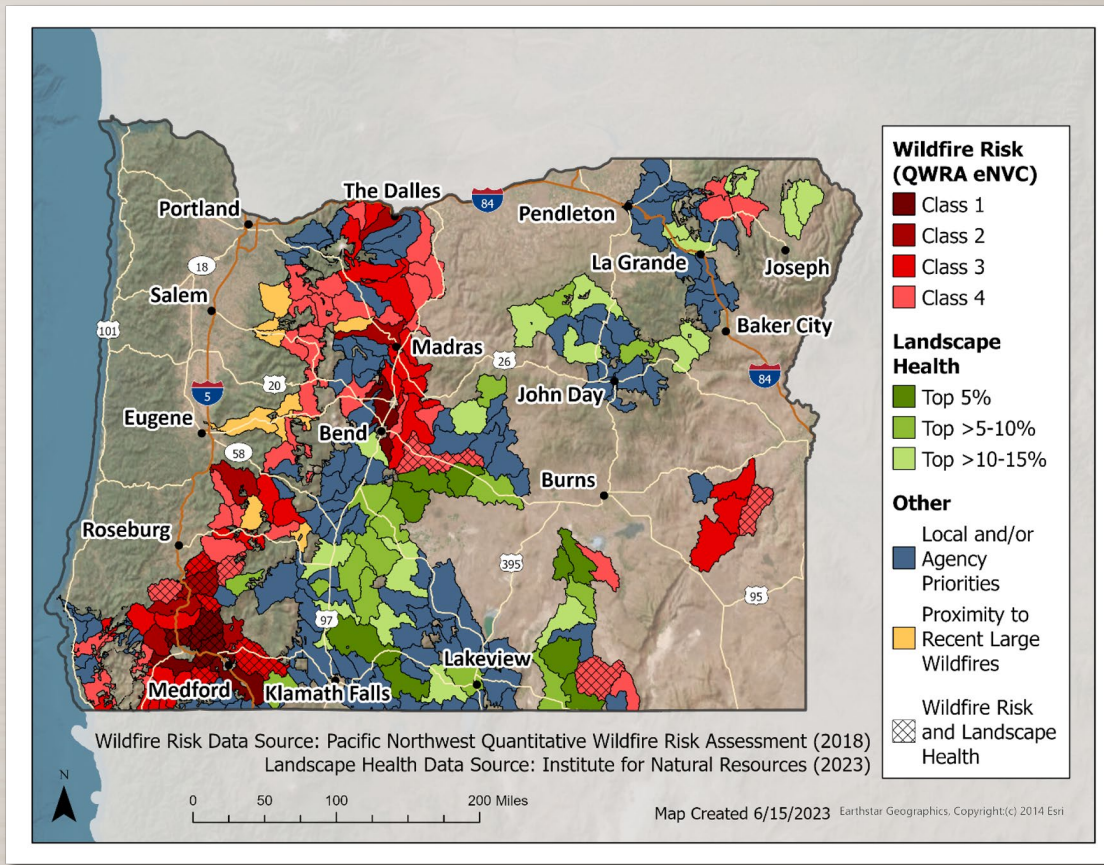 The Dalles
84
Portland
Pendleton
18
La Grande
Joseph
Salem
101
Baker City
Madras
26
20
84
5
John Day
Eugene
Bend
58
Burns
Roseburg
395
95
97
Lakeview
Medford
Klamath Falls
Wildfire Risk
(QWRA eNVC)
Class 1
Class 2
Class 3
Class 4
Landscape
Health
Top 5%
Top >5-10%
Top >10-15%
Other
Local and/or
Agency
Priorities
Proximity to
Recent Large
Wildfires
Wildfire Risk
and Landscape
Health
Wildfire Risk Data Source: Pacific Northwest Quantitative Wildfire Risk Assessment (2018)
Landscape Health Data Source: Institute for Natural Resources (2023)
N
0 50 100 200 Miles
Map Created 6/15/2023
Earthstar Geographics, Copyright:(c) 2014 Esri